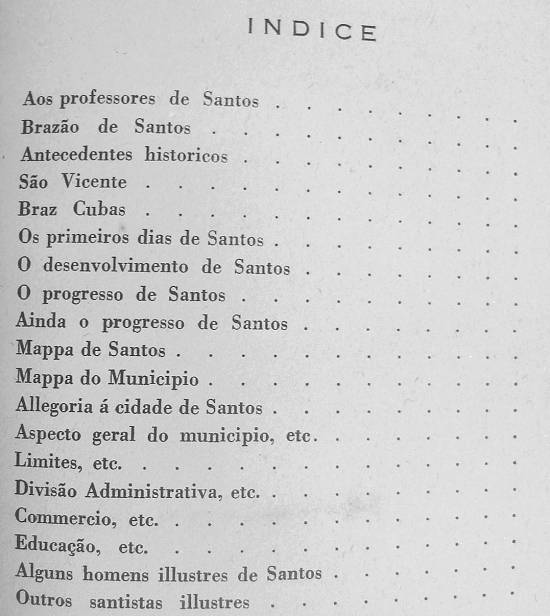 INDICE
Aos professores de Santos . . . . . . . .
Brazão de Santos . . . . . . . . . . .
Antecedentes historicos . . . . . . . . . .
São Vicente . . . . . . . . . . . . .
Braz Cubas . . . . . . . . . . . . .
Os primeiros dias de Santos . . . . . . . . .
O desenvolvimento de Santos . . . . . . . .
O progresso de Santos . . . . . . . . . .
Ainda o progresso de Santos . . . . . . . .
Mappa de Santos . . . . . . . . . . . .
Mappa do Municipio . . . . . . . . . . .
Allegoria á cidade de Santos . . . . . . . . .
Aspecto geral do municipio, etc. . . . . . . .
Limites, etc. . . . . . . . . . . . . .
Divisão Administrativa, etc. . . . . . . . . .
Commercio, etc. . . . . . . . . . . . .
Educação, etc. . . . . . . . . . . . .
Alguns homens illustres de Santos . . . . . . .
Outros santistas illustres . . . . . . . . .